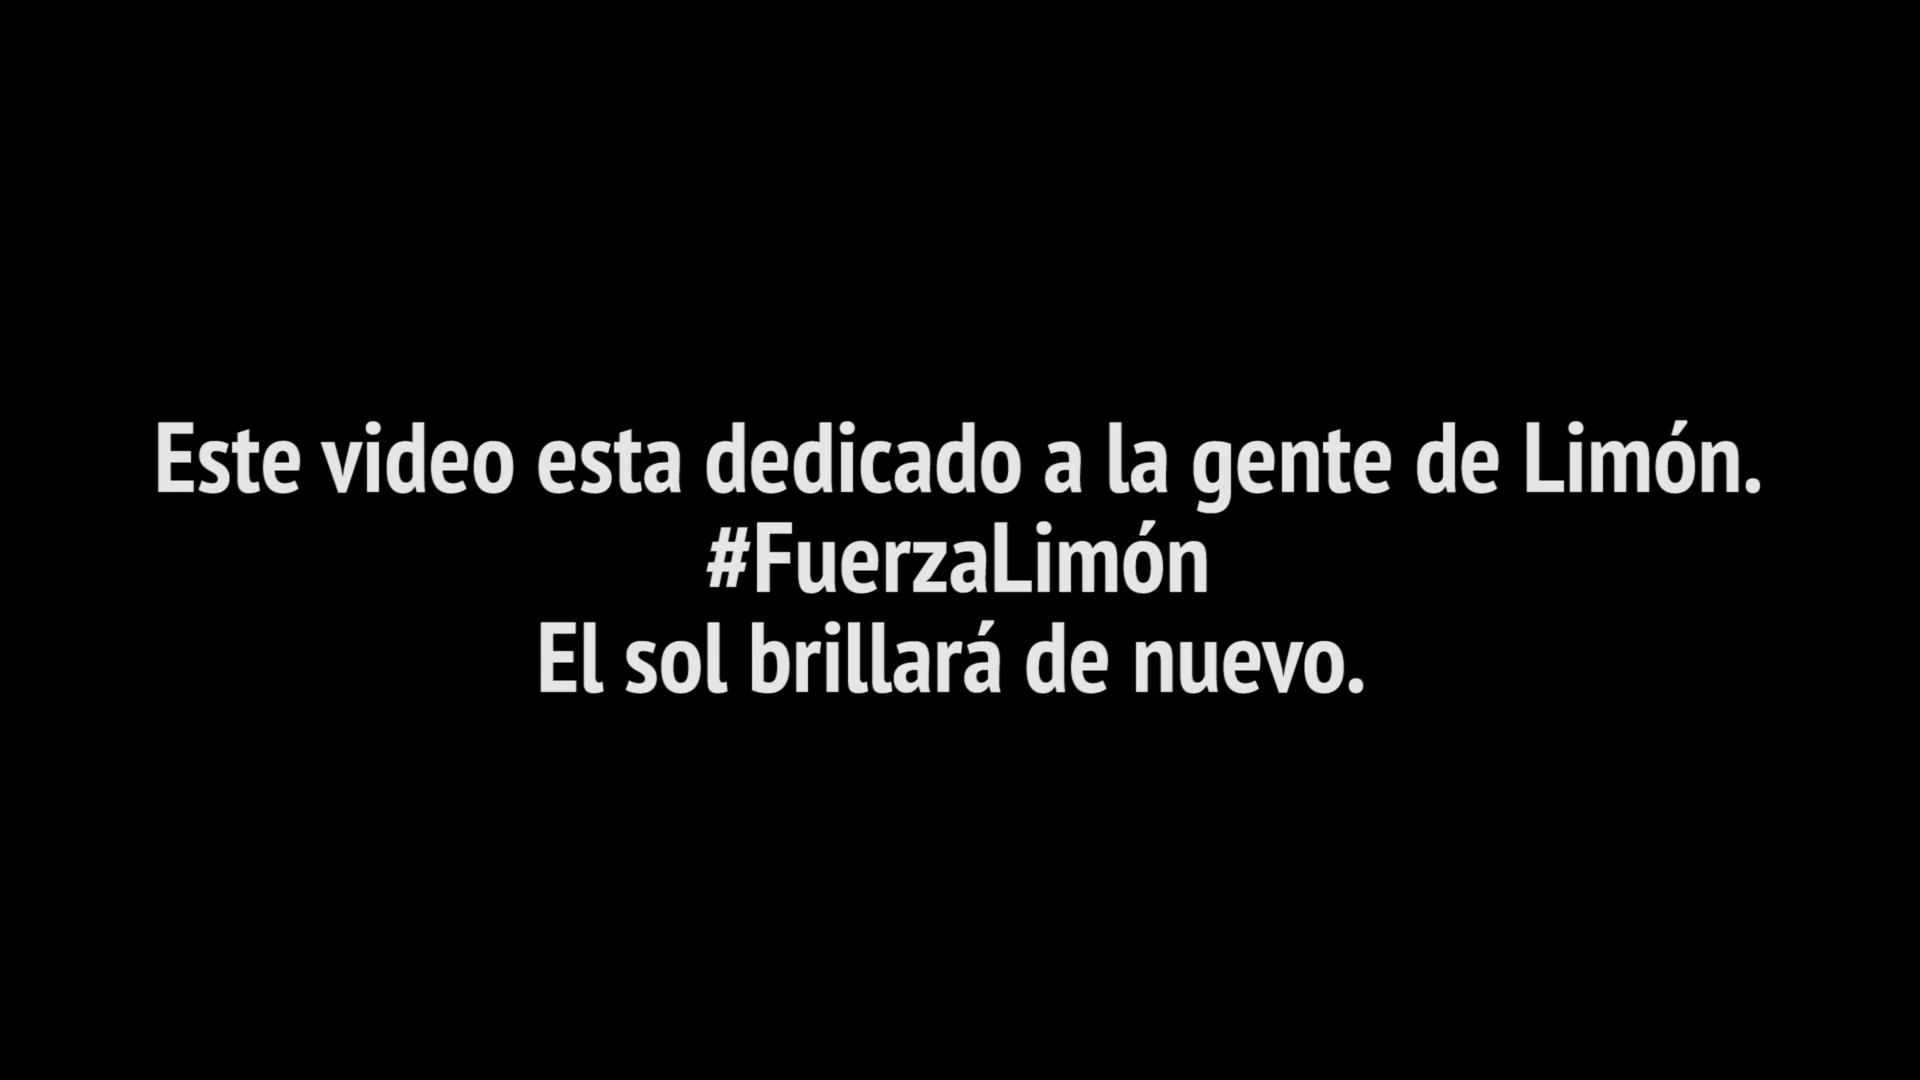 Este video esta dedicado a la gente de Limón.
#FuerzaLimón
El sol brillará de nuevo.